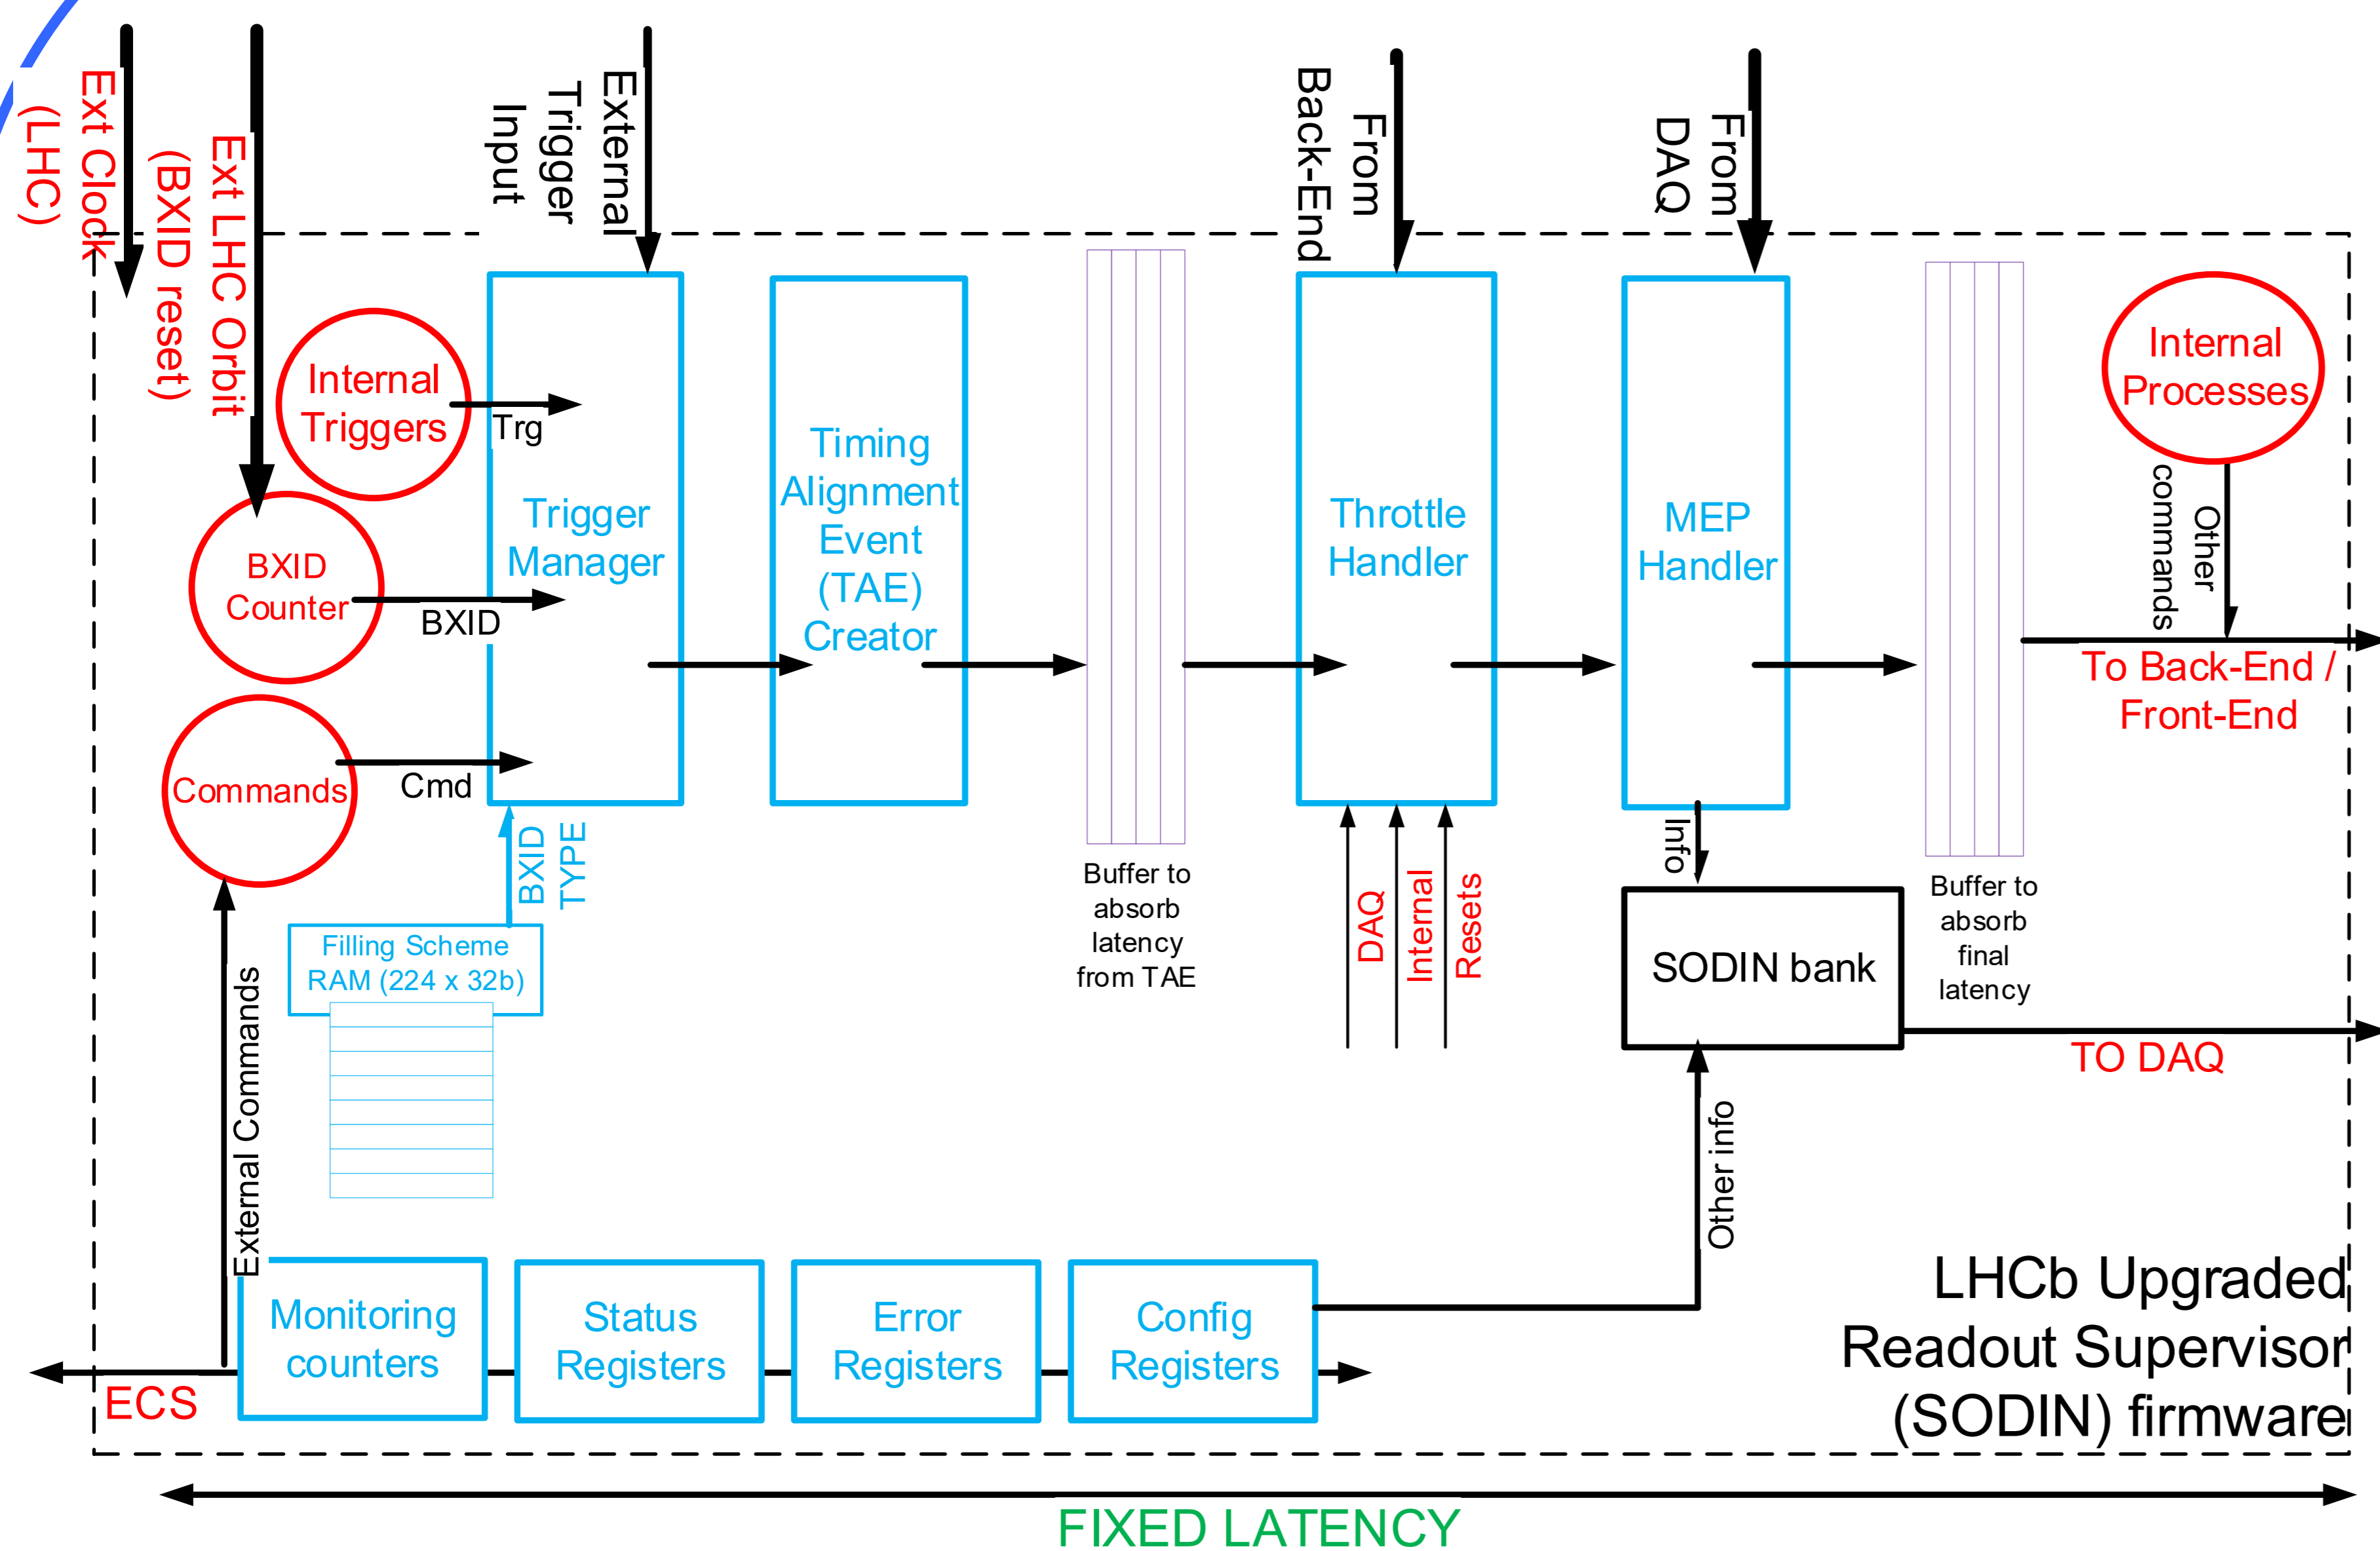 Ext Clock
(LHC)
Ext LHC Orbit
(BXID reset)
External
Trigger
Input
From
Back-End
From
DAQ
Internal
Triggers
Trg
BXID
Counter
BXID
Commands
Cmd
Trigger
Manager
Timing
Alignment
Event
(TAE)
Creator
Throttle
Handler
MEP
Handler
Internal
Processes
Other
commands
To Back-End /
Front-End
BXID
TYPE
Filling Scheme
RAM (224 x 32b)
Buffer to
absorb
latency
from TAE
DAQ
Internal
Resets
Info
SODIN bank
Buffer to
absorb
final
latency
TO DAQ
External Commands
Other info
Monitoring
counters
Status
Registers
Error
Registers
Config
Registers
ECS
LHCb Upgraded
Readout Supervisor
(SODIN) firmware
FIXED LATENCY